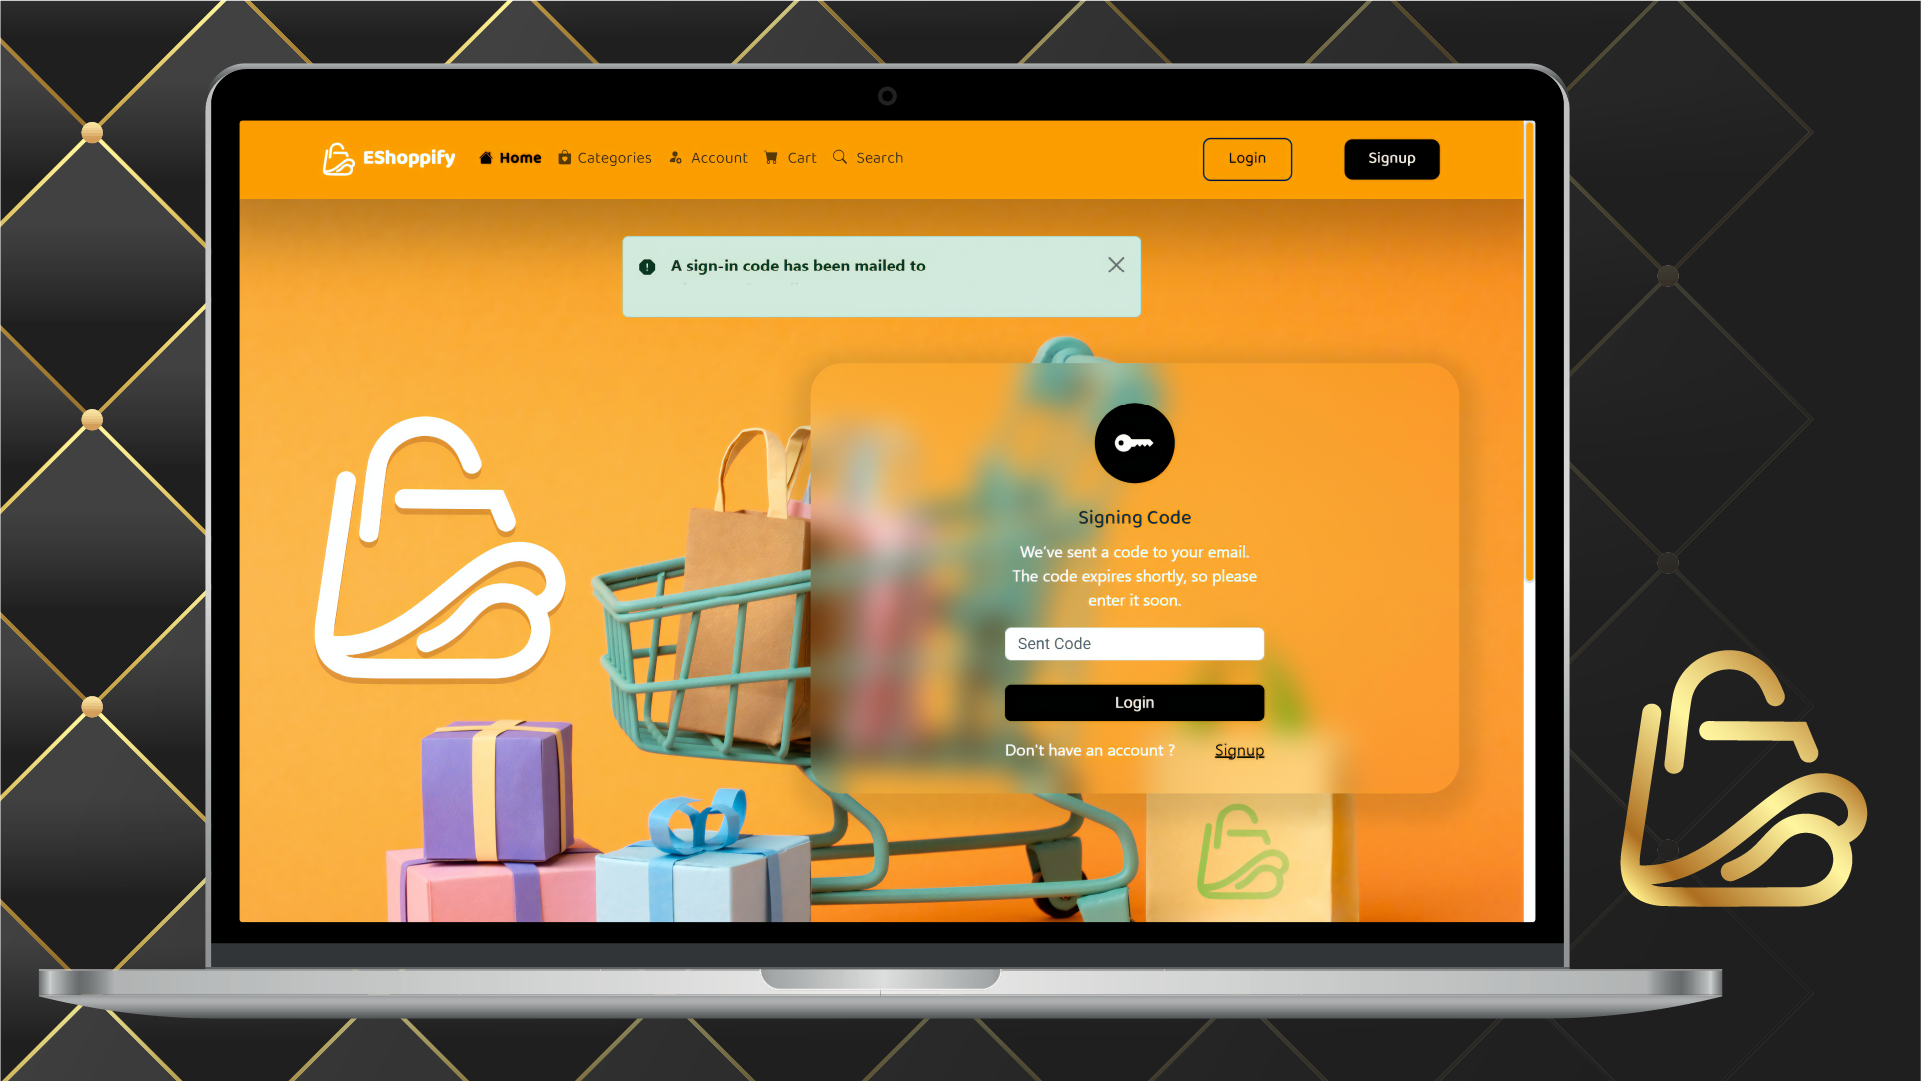 EShoppify Home Categories Account Cart Search Login Signup
A sign-in code has been mailed to
Signing Code
We've sent a code to your email.
The code expires shortly, so please
enter it soon.
Sent Code
Login
Don't have an account ? Signup